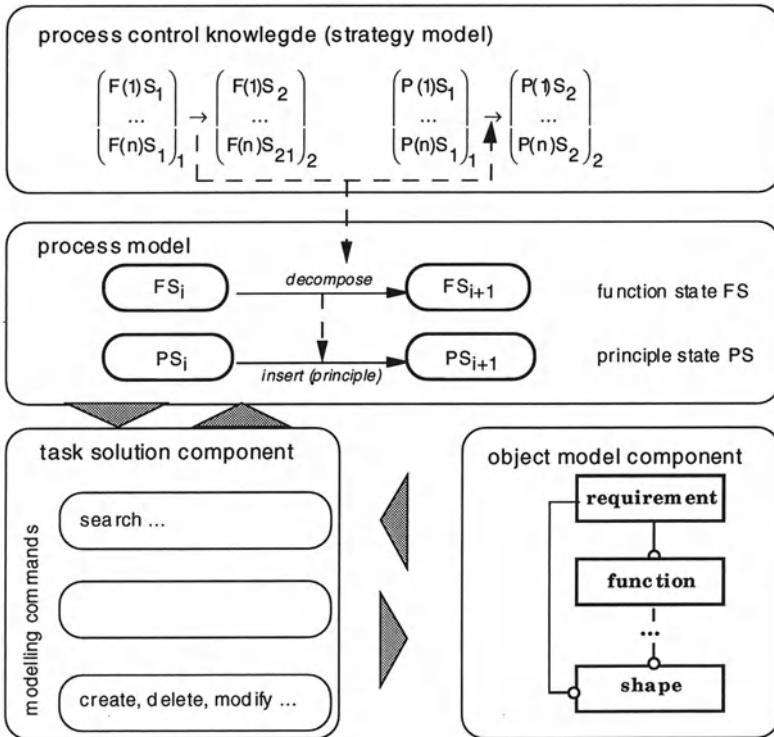 process control knowlegde (strategy model)
F(1)S1 F(1)S2 P(1)S1 P(1)S2
... → ... ... → ...
F(n)S1 1 F(n)S21 2 P(n)S1 1 P(n)S2 2
process model
decompose
FSi FSi+1 function state FS
PSi PSi+1 principle state PS
insert (principle)
task solution component
modelling commands
search ...
create, delete, modify ...
object model component
requirement
function
...
shape